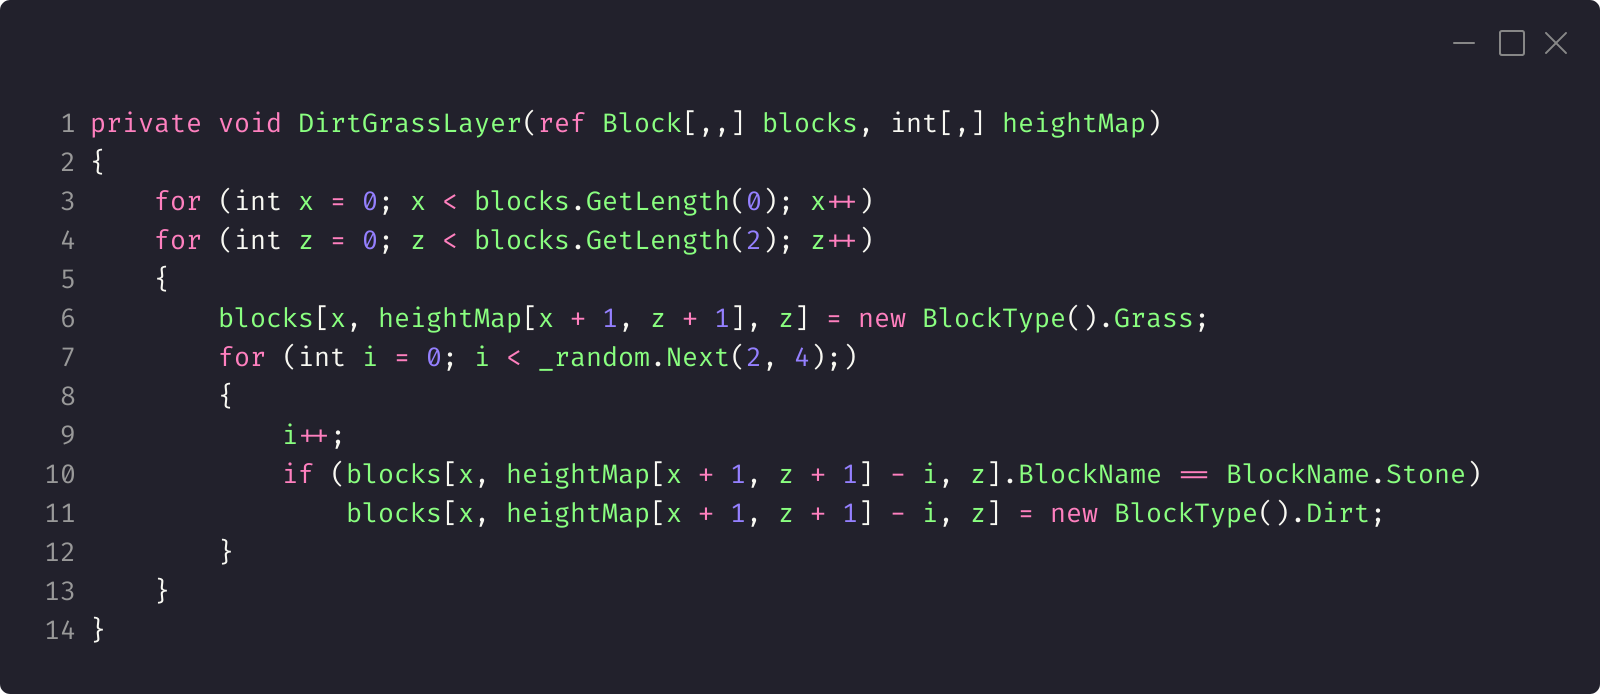 1 private void DirtGrassLayer(ref Block[,,] blocks, int[,] heightMap)
2 {
3     for (int x = 0; x < blocks.GetLength(0); x++)
4     for (int z = 0; z < blocks.GetLength(2); z++)
5     {
6         blocks[x, heightMap[x + 1, z + 1], z] = new BlockType().Grass;
7         for (int i = 0; i < _random.Next(2, 4);)
8         {
9             i++;
10             if (blocks[x, heightMap[x + 1, z + 1] - i, z].BlockName == BlockName.Stone)
11                 blocks[x, heightMap[x + 1, z + 1] - i, z] = new BlockType().Dirt;
12         }
13     }
14 }